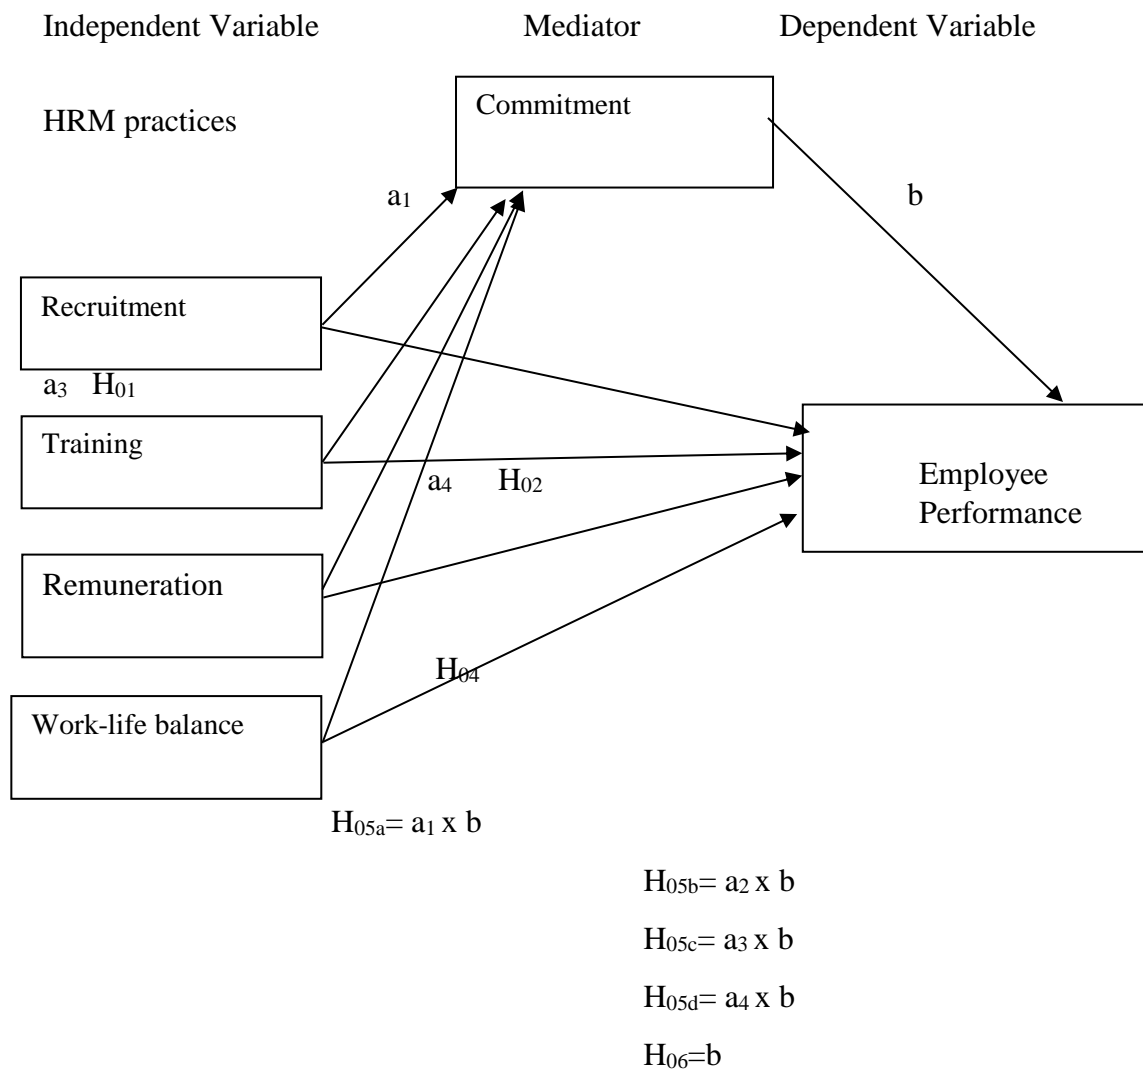 Independent Variable Mediator Dependent Variable
Commitment
HRM practices
a₁ b
Recruitment
a₃ H₀₁
Training
a₄ H₀₂
Employee
Performance
Remuneration
H₀₄
Work-life balance
H₀₅ₐ= a₁ x b
H₀₅b= a₂ x b
H₀₅c= a₃ x b
H₀₅d= a₄ x b
H₀₆=b